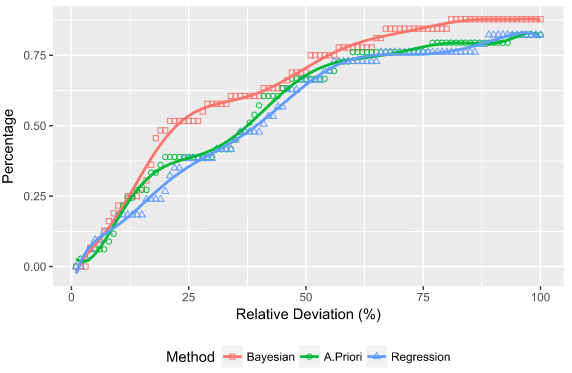 0.75
0.50
0.25
0.00
Percentage
0 25 50 75 100
Relative Deviation (%)
Method Bayesian A.Priori Regression